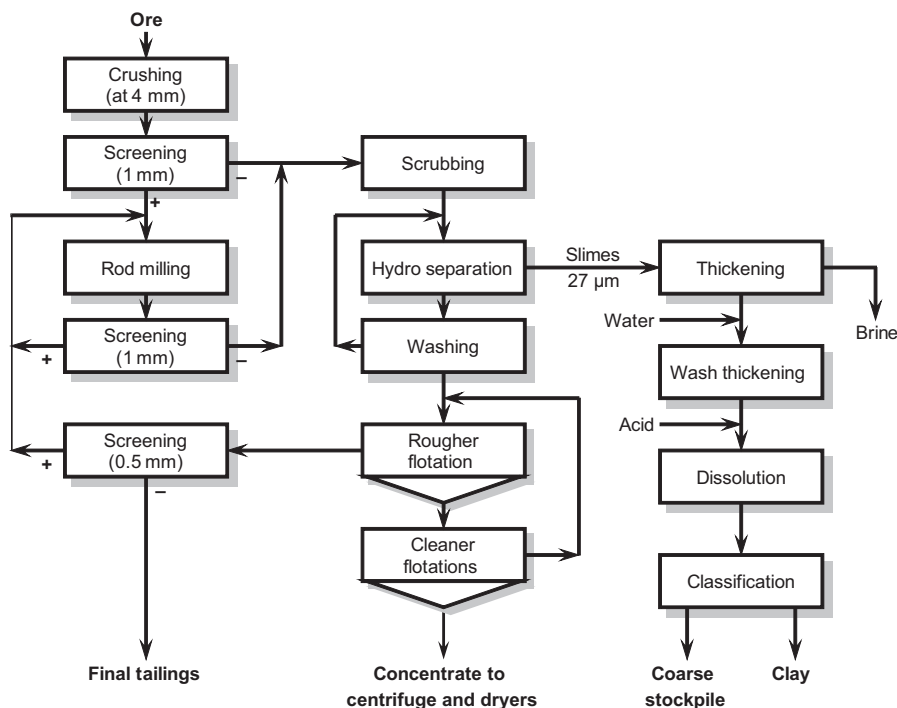 Ore
Crushing
(at 4 mm)
Screening
(1 mm)
–
+
Rod milling
Screening
(1 mm)
+
–
Screening
(0.5 mm)
+
–
Final tailings
Scrubbing
Hydro separation
Washing
Rougher
flotation
Cleaner
flotations
Concentrate to
centrifuge and dryers
Slimes
27 µm
Thickening
Brine
Water
Wash thickening
Acid
Dissolution
Classification
Coarse
stockpile
Clay